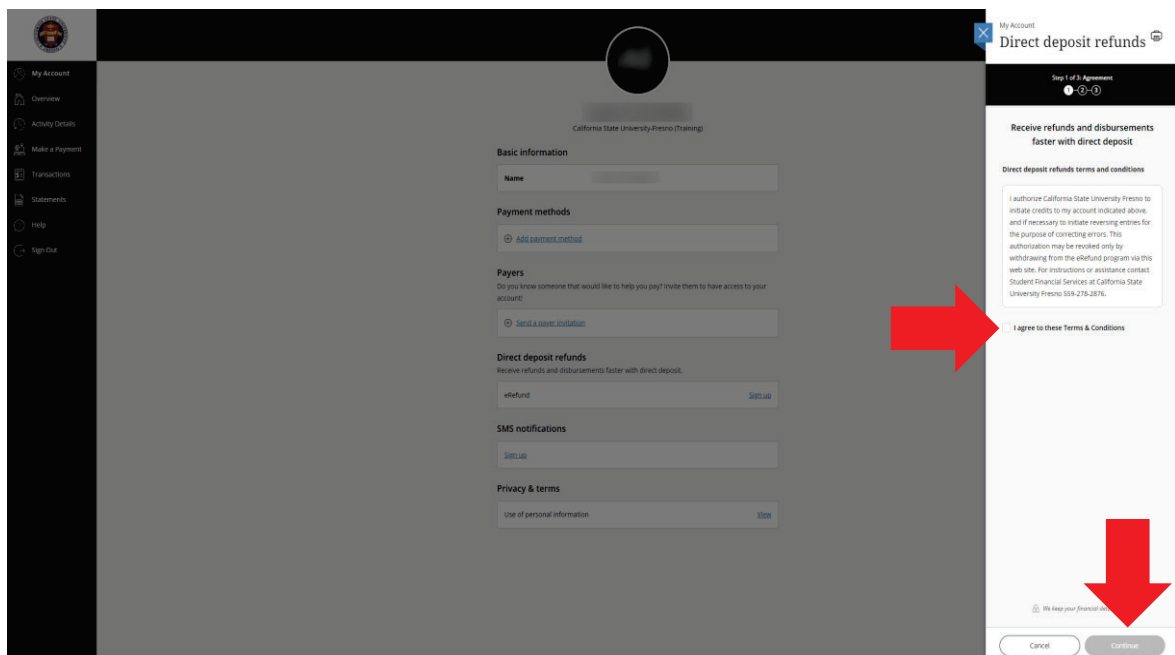 My Account
Overview
Activity Details
Make a Payment
Transactions
Statements
Help
Sign Out
California State University-Fresno (Training)
Basic information
Name
Payment methods
Add payment method
Payers
Do you know someone that would like to help you pay? Invite them to have access to your
account!
Send a payer invitation
Direct deposit refunds
Receive refunds and disbursements faster with direct deposit.
eRefund Sign up
SMS notifications
Sign up
Privacy & terms
Use of personal information View
My Account
Direct deposit refunds
Step 1 of 3: Agreement
1 2 3
Receive refunds and disbursements
faster with direct deposit
Direct deposit refunds terms and conditions
I authorize California State University Fresno to
initiate credits to my account indicated above,
and if necessary to initiate reversing entries for
the purpose of correcting errors. This
authorization may be revoked only by
withdrawing from the eRefund program via this
web site. For instructions or assistance contact
Student Financial Services at California State
University Fresno 559-278-2876.
I agree to these Terms & Conditions
We keep your financial
Cancel Continue